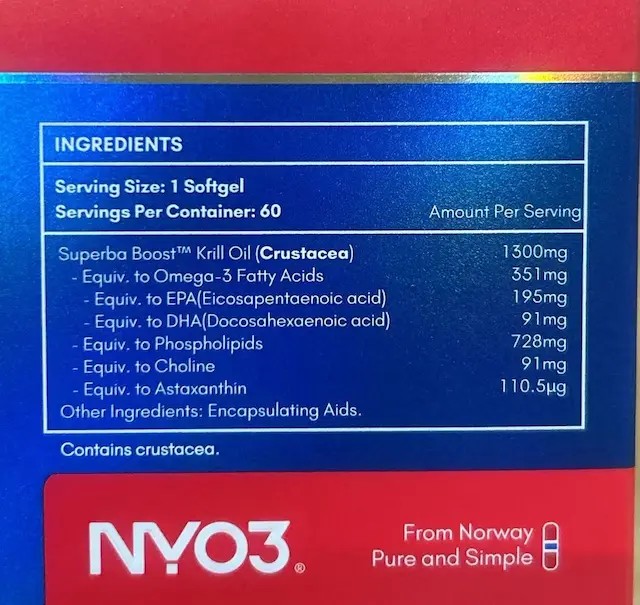 INGREDIENTS
Serving Size: 1 Softgel
Servings Per Container: 60 Amount Per Serving
Superba Boost™ Krill Oil (Crustacea) 1300mg
- Equiv. to Omega-3 Fatty Acids 351mg
- Equiv. to EPA(Eicosapentaenoic acid) 195mg
- Equiv. to DHA(Docosahexaenoic acid) 91mg
- Equiv. to Phospholipids 728mg
- Equiv. to Choline 91mg
- Equiv. to Astaxanthin 110.5µg
Other Ingredients: Encapsulating Aids.
Contains crustacea.
NYO3®
From Norway
Pure and Simple